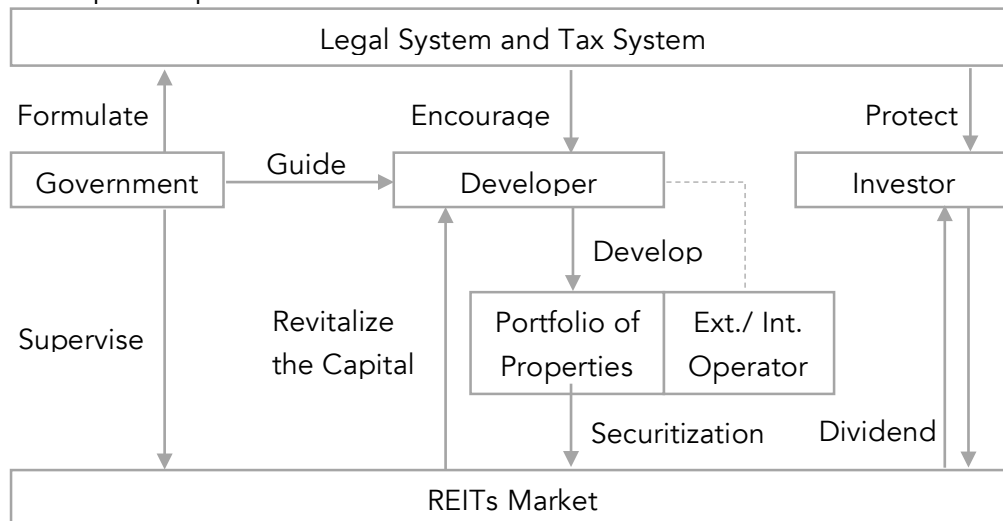 Legal System and Tax System
Formulate
Encourage
Protect
Government
Guide
Developer
Investor
Develop
Supervise
Revitalize
the Capital
Portfolio of
Properties
Ext./ Int.
Operator
Securitization
Dividend
REITs Market